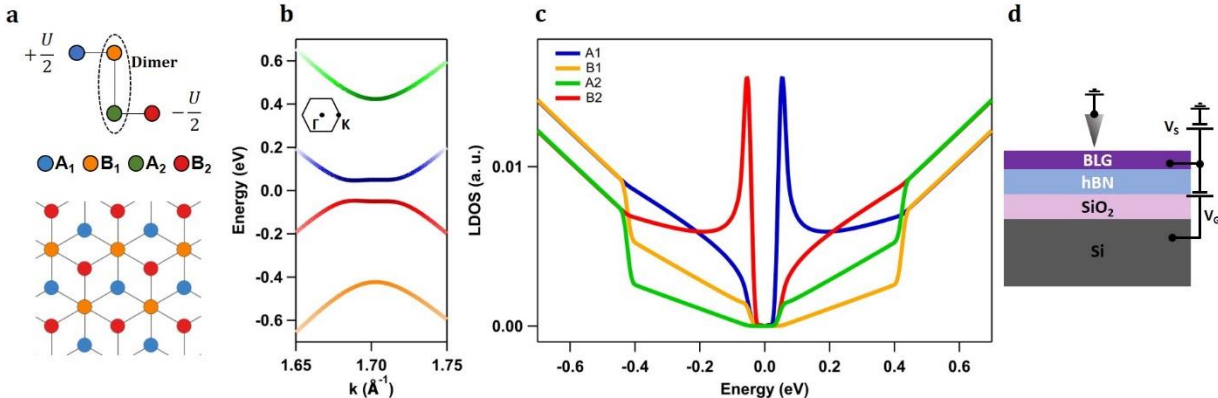 a
+ U/2
Dimer
- U/2
A₁ B₁ A₂ B₂
b
Energy (eV)
0.6
0.4
0.2
0.0
-0.2
-0.4
-0.6
Γ K
1.65 1.70 1.75
k (Å⁻¹)
c
LDOS (a. u.)
0.01
0.00
A1
B1
A2
B2
-0.6 -0.4 -0.2 0.0 0.2 0.4 0.6
Energy (eV)
d
Vₛ
BLG
hBN
SiO₂
V_G
Si